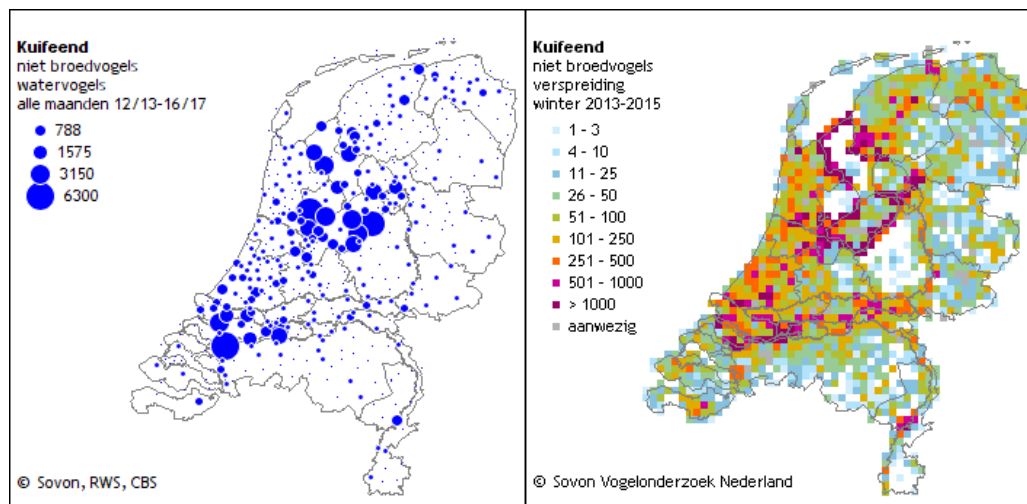 Kuifeend
niet broedvogels
watervogels
alle maanden 12/13-16/17
788
1575
3150
6300
© Sovon, RWS, CBS
Kuifeend
niet broedvogels
verspreiding
winter 2013-2015
1 - 3
4 - 10
11 - 25
26 - 50
51 - 100
101 - 250
251 - 500
501 - 1000
> 1000
aanwezig
© Sovon Vogelonderzoek Nederland